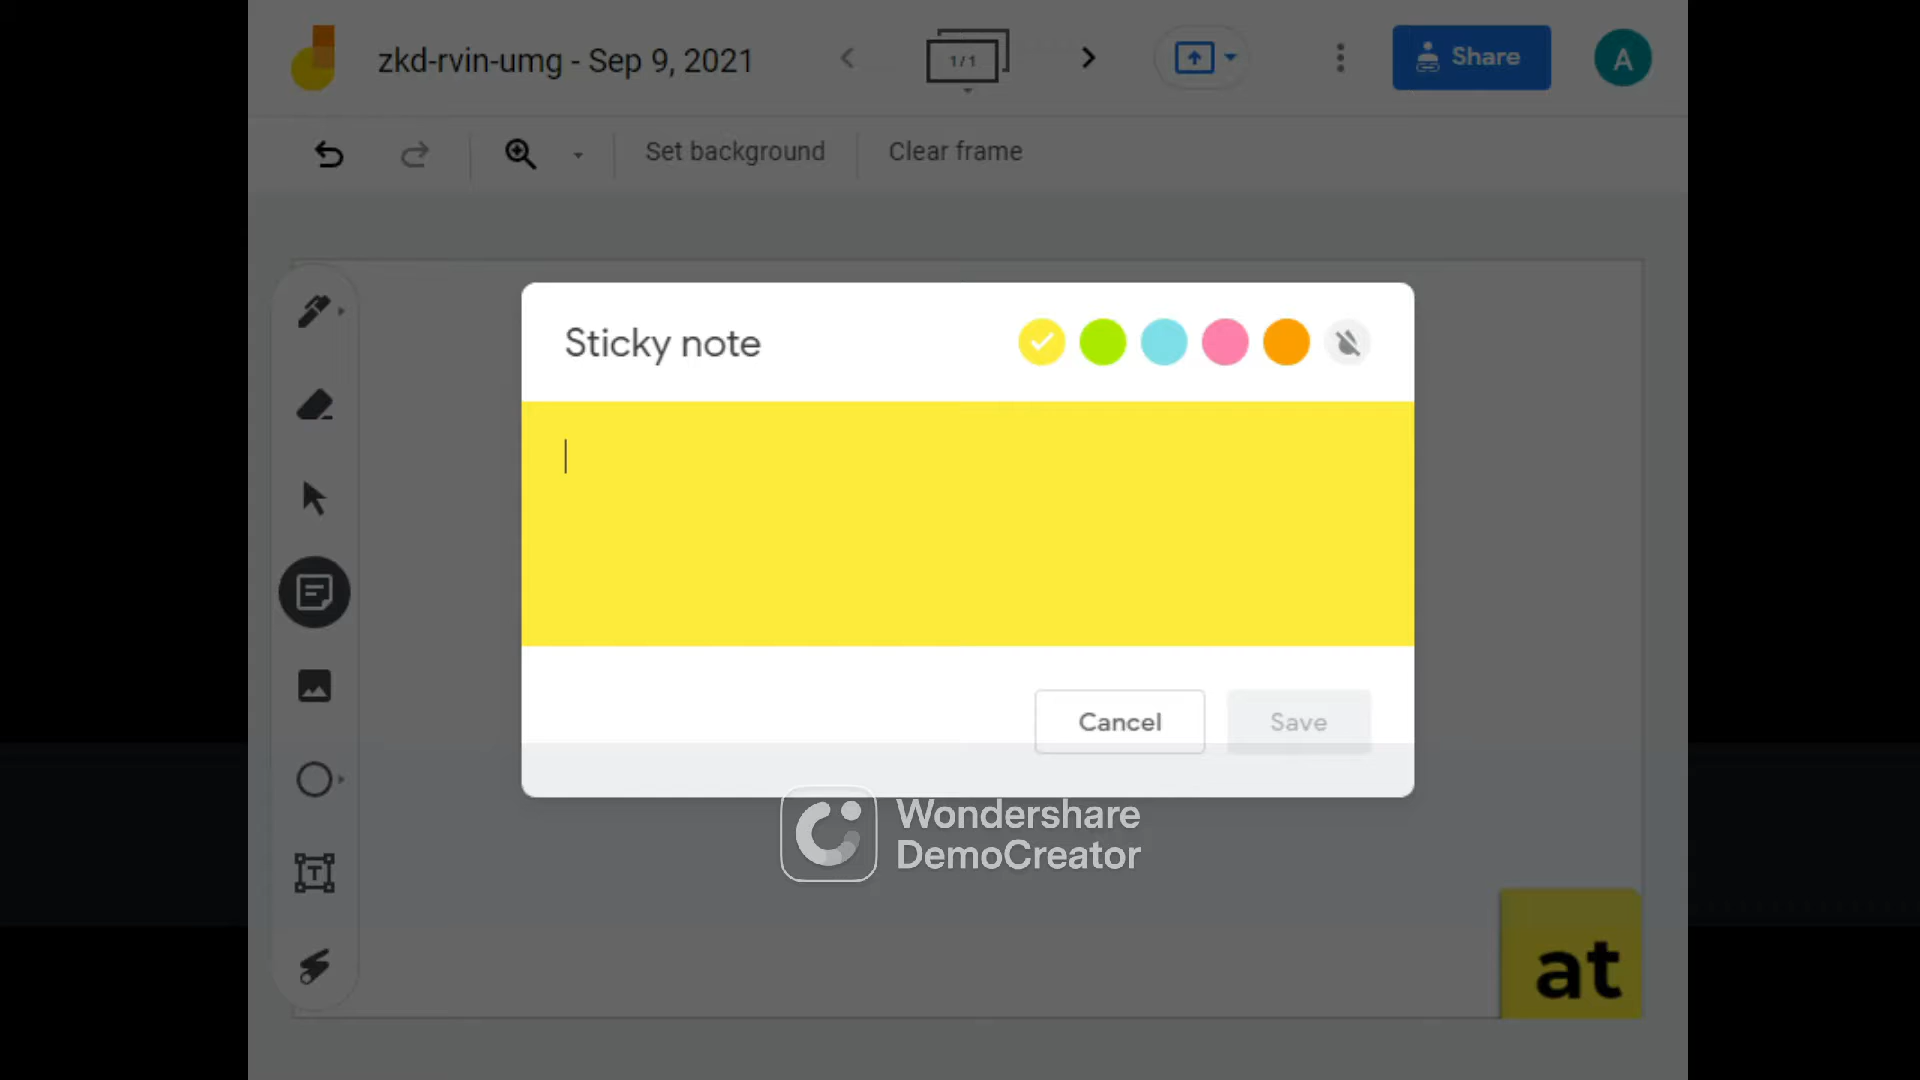 zkd-rvin-umg - Sep 9, 2021
1/1
Share
A
Set background
Clear frame
Sticky note
Cancel
Save
Wondershare
DemoCreator
at